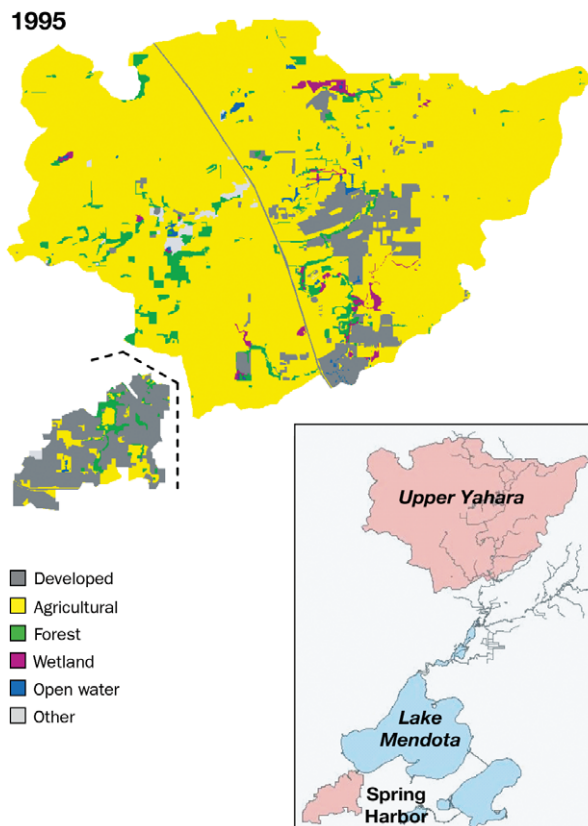 1995
Developed
Agricultural
Forest
Wetland
Open water
Other
Upper Yahara
Lake
Mendota
Spring
Harbor